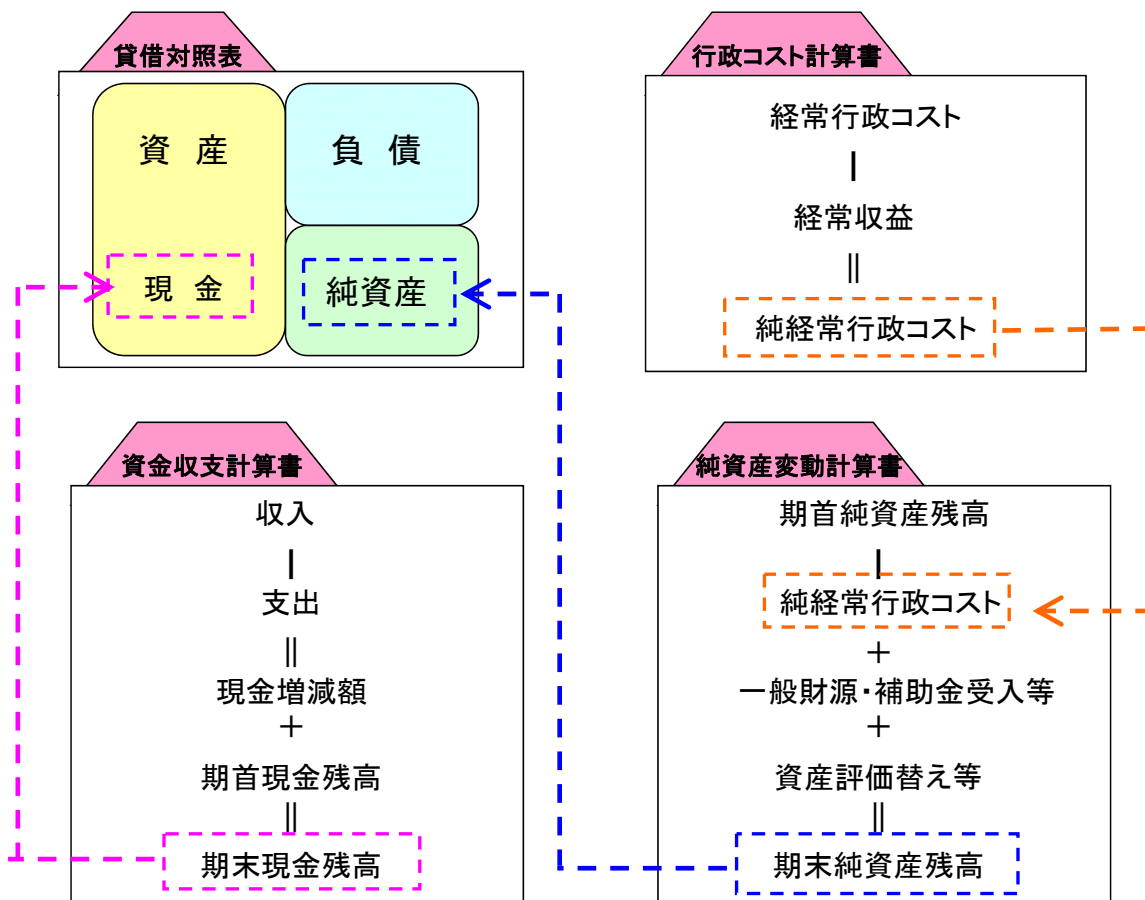 貸借対照表
資　産
負　債
現　金
純資産
行政コスト計算書
経常行政コスト
|
経常収益
||
純経常行政コスト
資金収支計算書
収入
|
支出
||
現金増減額
＋
期首現金残高
||
期末現金残高
純資産変動計算書
期首純資産残高
|
純経常行政コスト
＋
一般財源・補助金受入等
＋
資産評価替え等
||
期末純資産残高